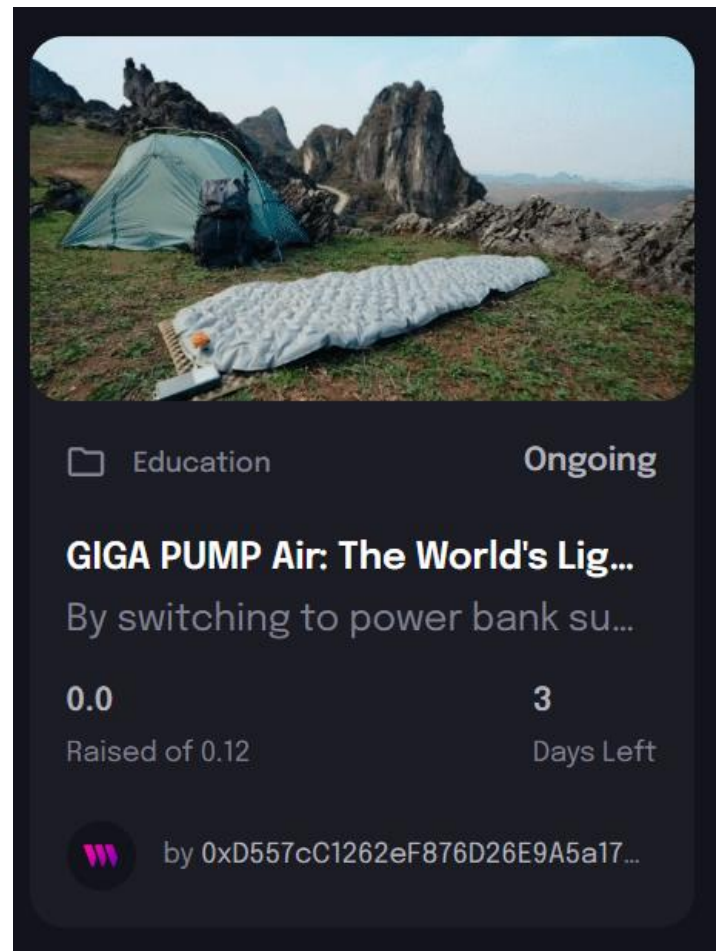 Education
Ongoing
GIGA PUMP Air: The World's Lig...
By switching to power bank su...
0.0
3
Raised of 0.12
Days Left
by 0xD557cC1262eF876D26E9A5a17...